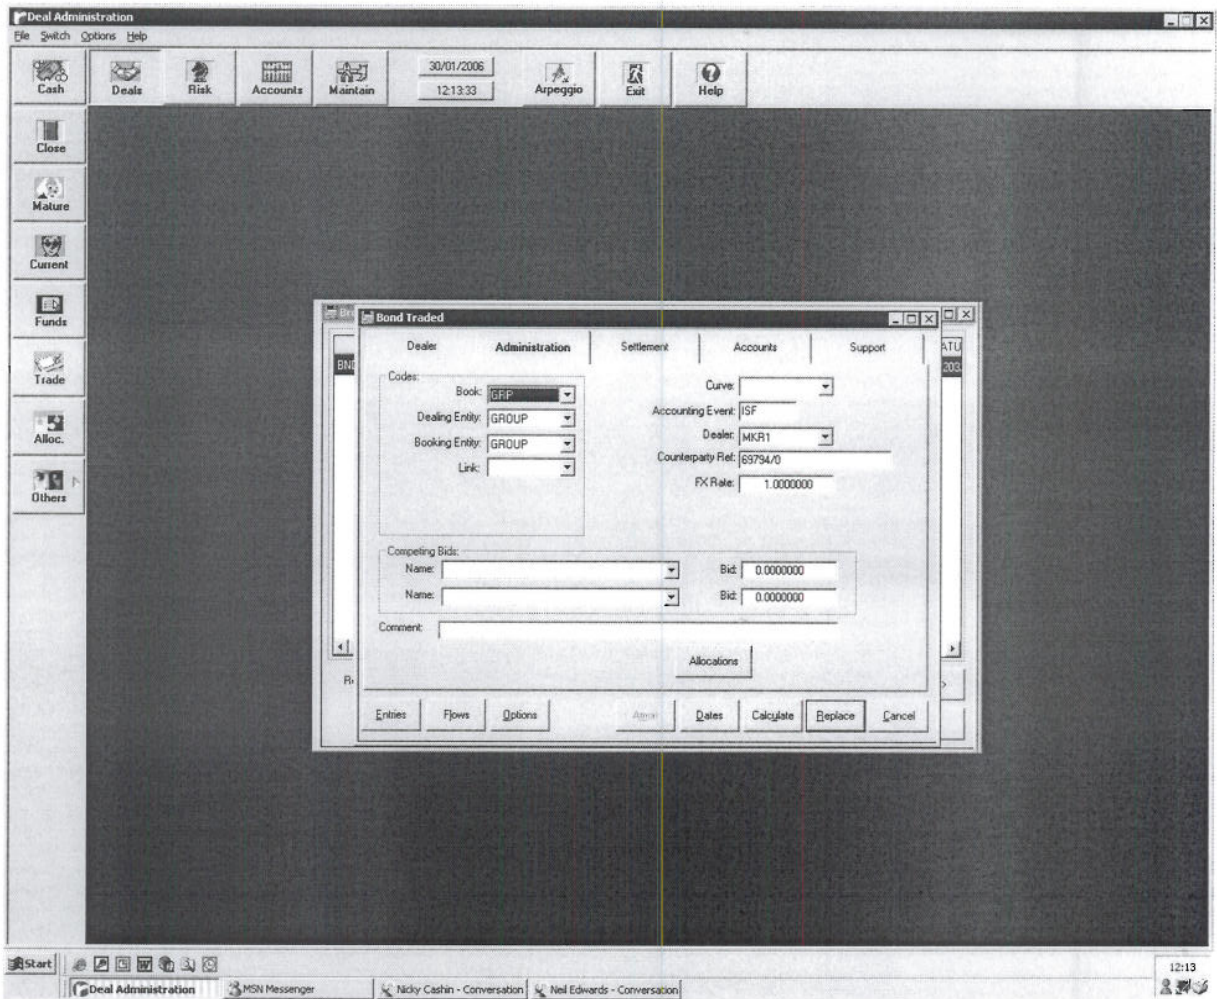 Deal Administration
File Switch Options Help
Cash Deals Risk Accounts Maintain 30/01/2006 Arpeggio Exit Help
12:13:33
Close
Mature
Current
Funds
Trade
Alloc.
Others
Bond Traded
Dealer Administration Settlement Accounts Support
ATU
BND
203
Codes:
Book: GRP
Dealing Entity: GROUP
Booking Entity: GROUP
Link:
Curve:
Accounting Event: ISF
Dealer: MKR1
Counterparty Ref: 69794/0
FX Rate: 1.0000000
Competing Bids:
Name: Bid: 0.0000000
Name: Bid: 0.0000000
Comment:
Allocations
Entries Flows Options Dates Calculate Replace Cancel
Start
12:13
Deal Administration MSN Messenger Nicky Cashin - Conversation Neil Edwards - Conversation